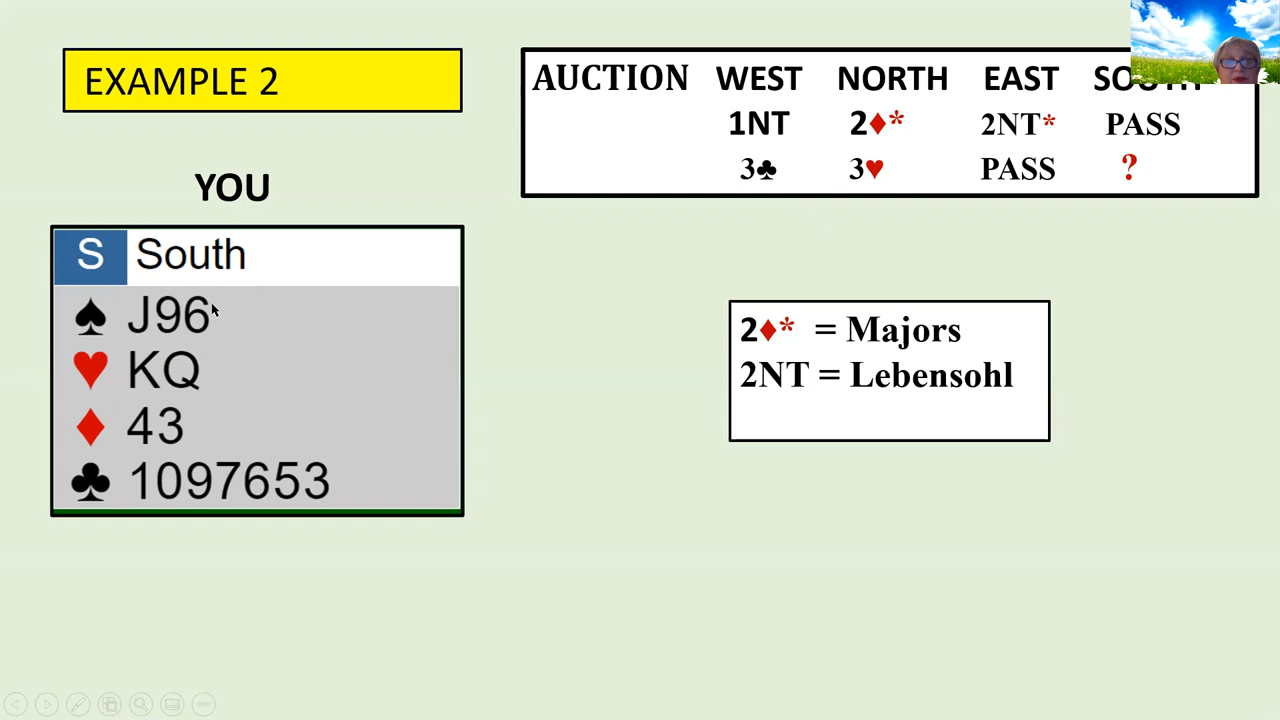 EXAMPLE 2
AUCTION WEST NORTH EAST SOUTH
1NT 2♦* 2NT* PASS
3♣ 3♥ PASS ?
YOU
S South
♠ J96
♥ KQ
♦ 43
♣ 1097653
2♦* = Majors
2NT = Lebensohl